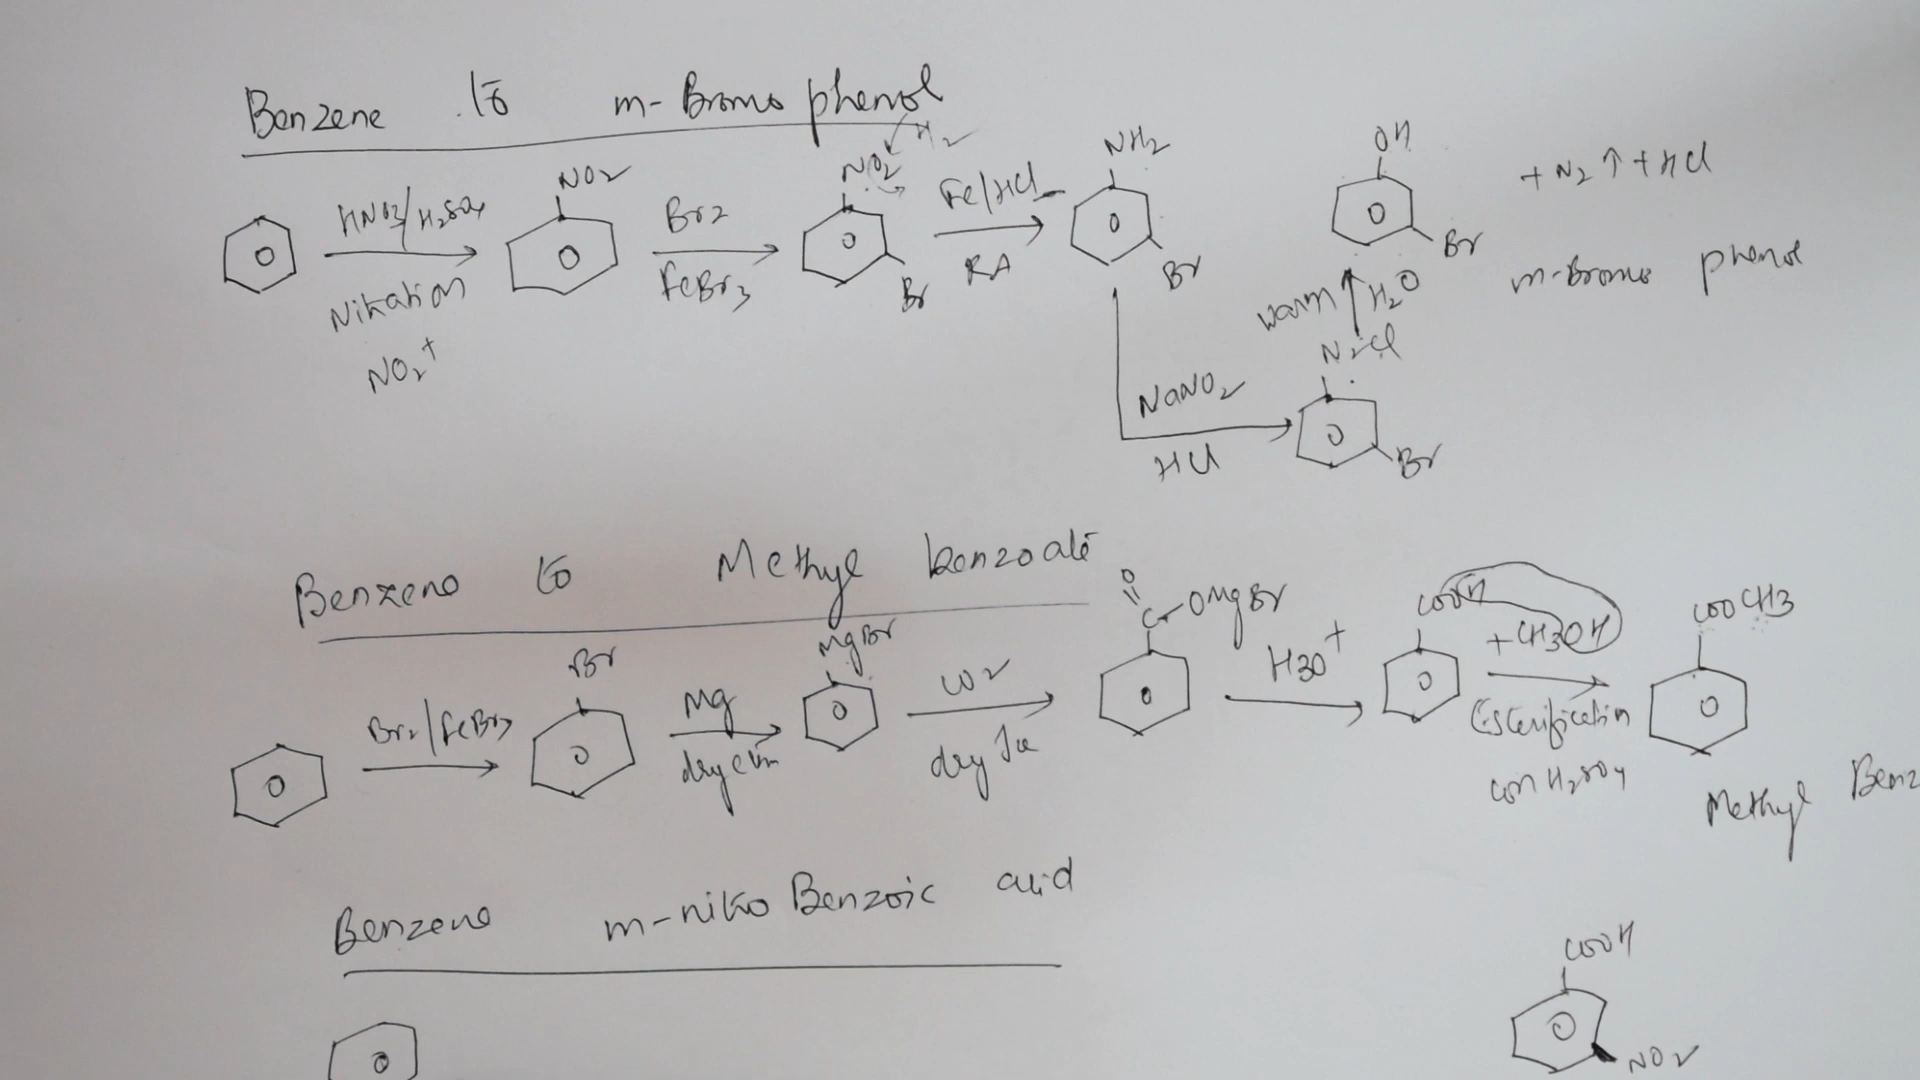 Benzene to m-Bromo phenol
H2
HNO3/H2SO4
Nitration
NO2+
NO2
Br2
FeBr3
NO2
Br
Fe/HCl
RA
NH2
Br
NaNO2
HCl
N2Cl
Br
warm H2O
OH
Br
+ N2↑ + HCl
m-Bromo phenol
Benzene to Methyl benzoate
Br2/FeBr3
Br
Mg
dry
MgBr
CO2
dry Ice
O
C-OMgBr
H3O+
COOH
+ CH3OH
Esterification
con H2SO4
COOCH3
Methyl Benz
Benzene m-nitro Benzoic acid
COOH
NO2